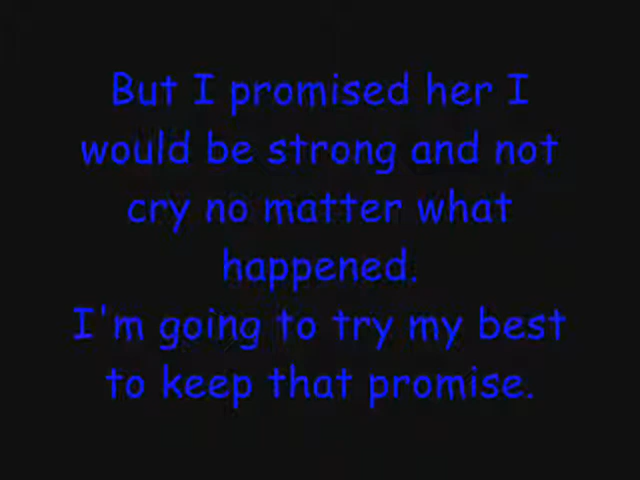 But I promised her I
would be strong and not
cry no matter what
happened.
I'm going to try my best
to keep that promise.